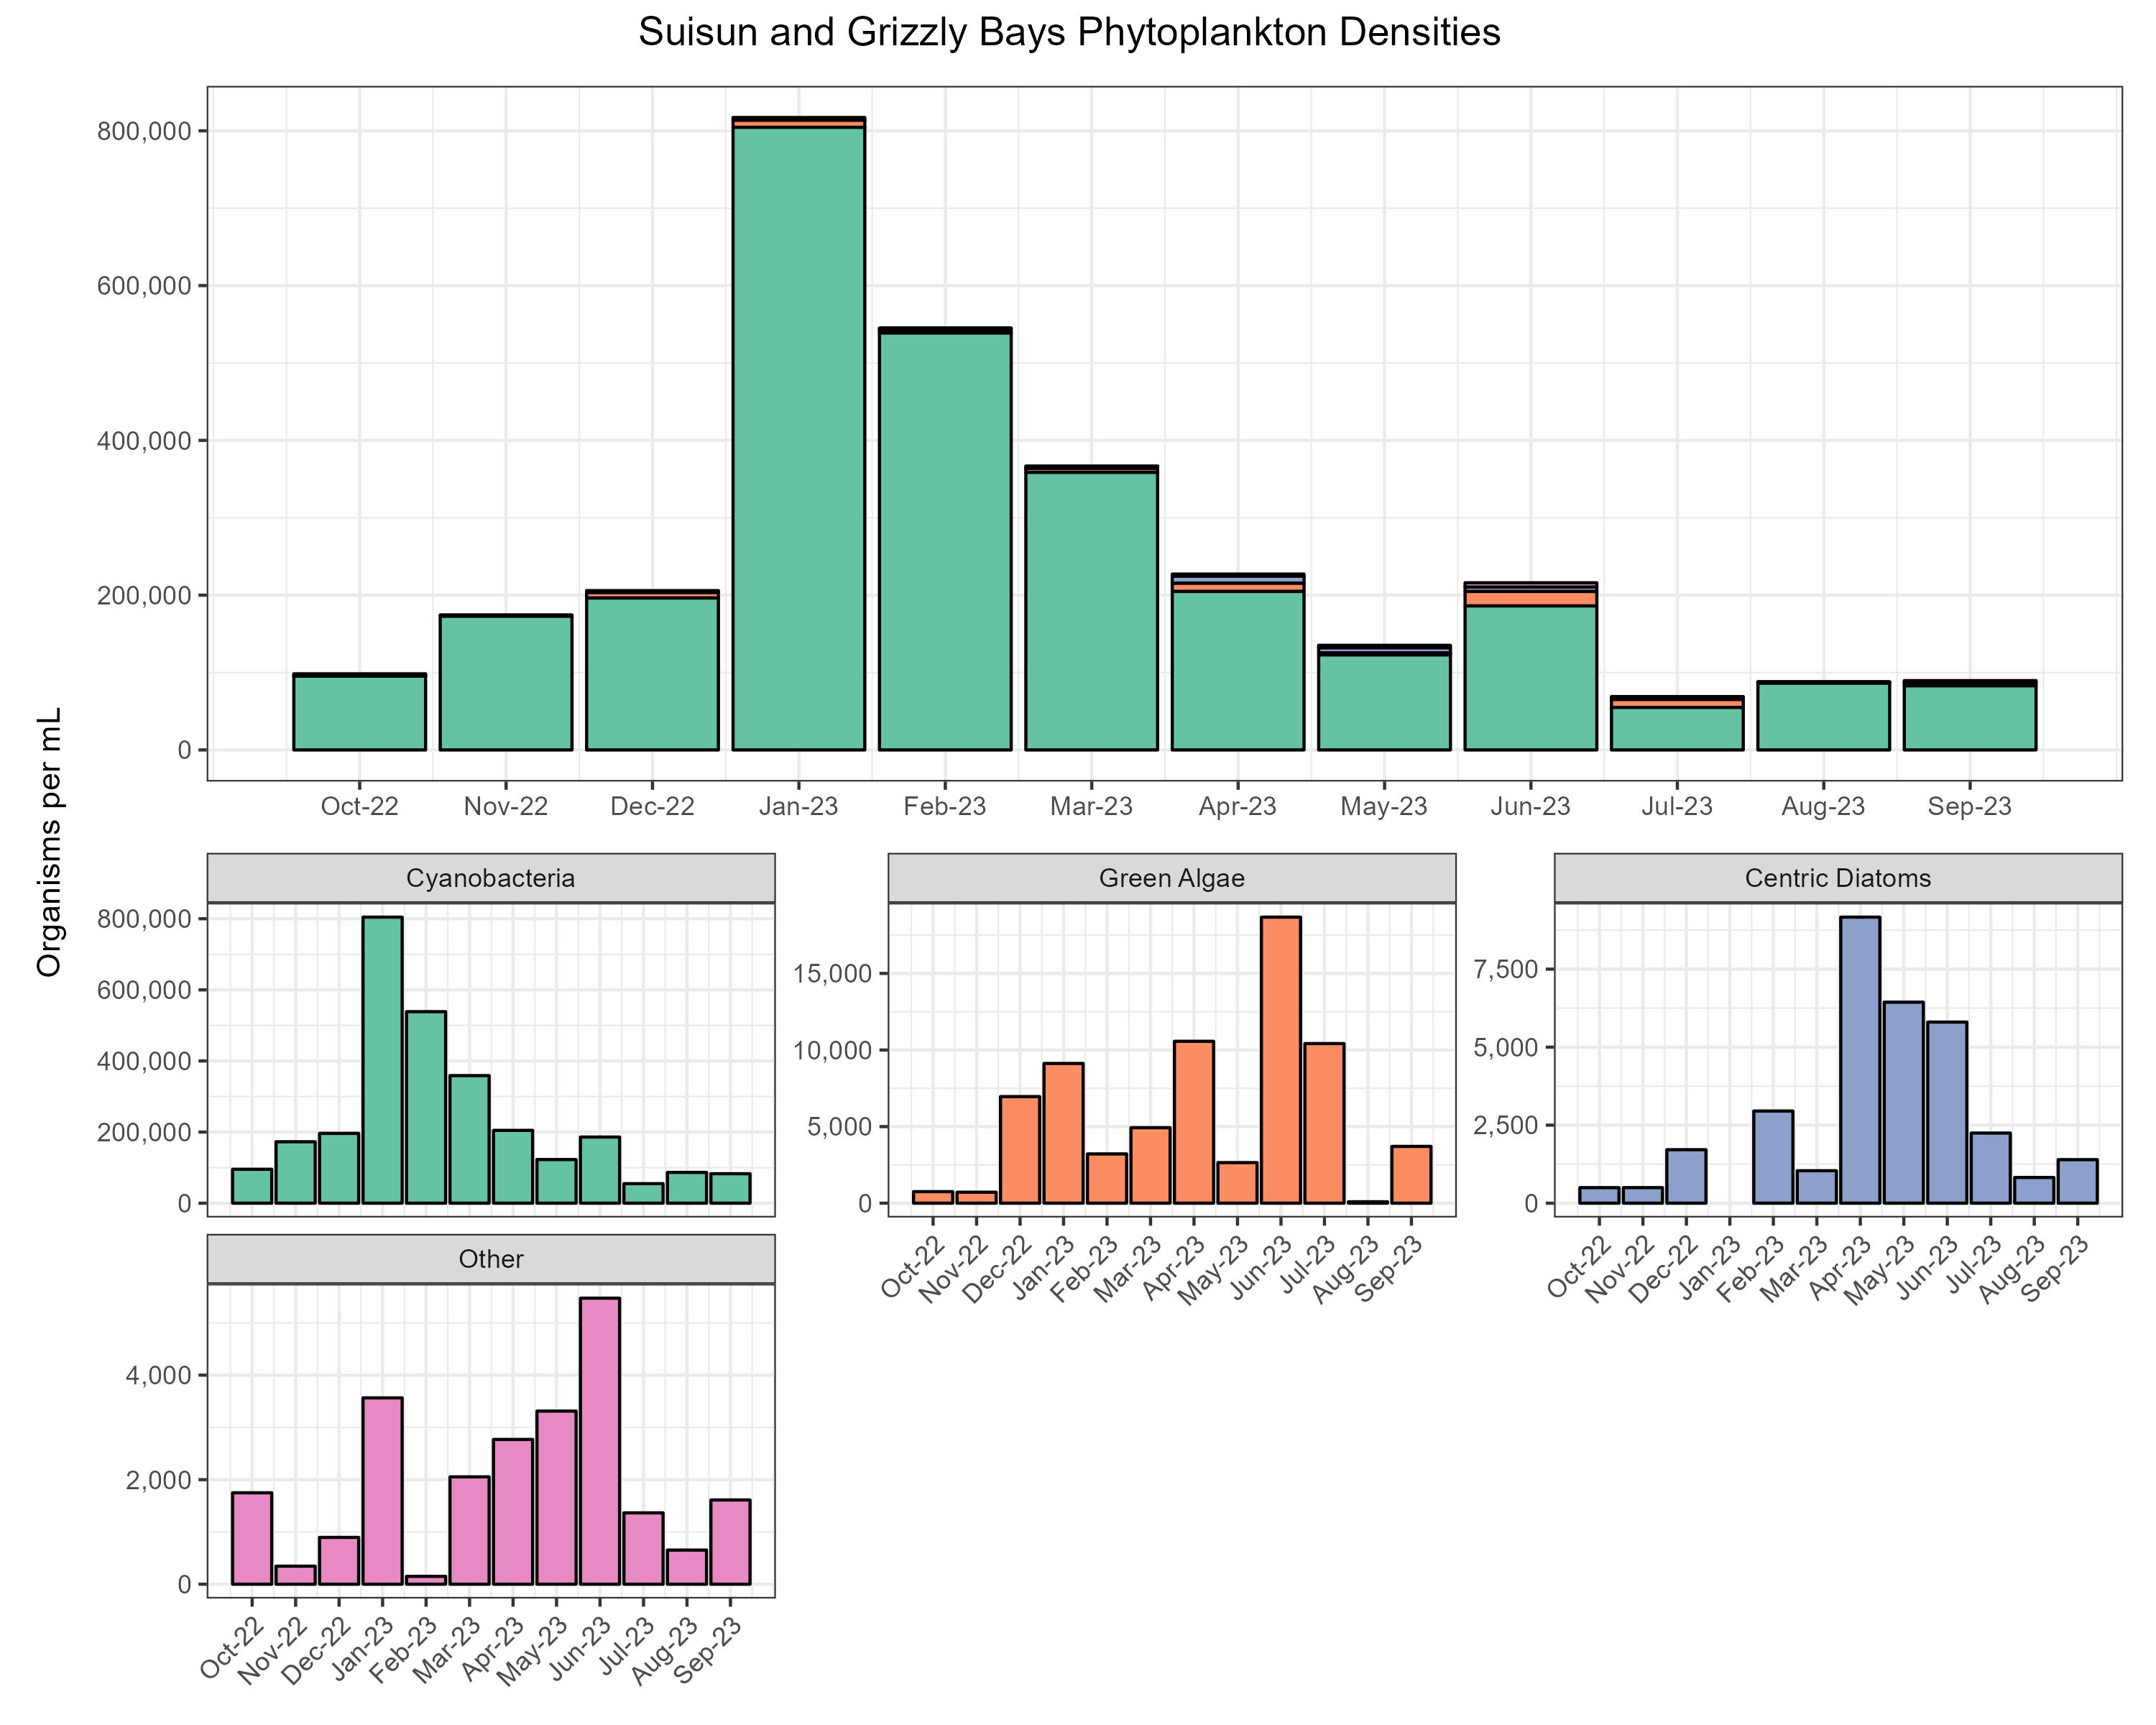 Suisun and Grizzly Bays Phytoplankton Densities
Organisms per mL
800,000
600,000
400,000
200,000
0
Oct-22 Nov-22 Dec-22 Jan-23 Feb-23 Mar-23 Apr-23 May-23 Jun-23 Jul-23 Aug-23 Sep-23
Cyanobacteria
800,000
600,000
400,000
200,000
0
Green Algae
15,000
10,000
5,000
0
Oct-22 Nov-22 Dec-22 Jan-23 Feb-23 Mar-23 Apr-23 May-23 Jun-23 Jul-23 Aug-23 Sep-23
Centric Diatoms
7,500
5,000
2,500
0
Oct-22 Nov-22 Dec-22 Jan-23 Feb-23 Mar-23 Apr-23 May-23 Jun-23 Jul-23 Aug-23 Sep-23
Other
4,000
2,000
0
Oct-22 Nov-22 Dec-22 Jan-23 Feb-23 Mar-23 Apr-23 May-23 Jun-23 Jul-23 Aug-23 Sep-23